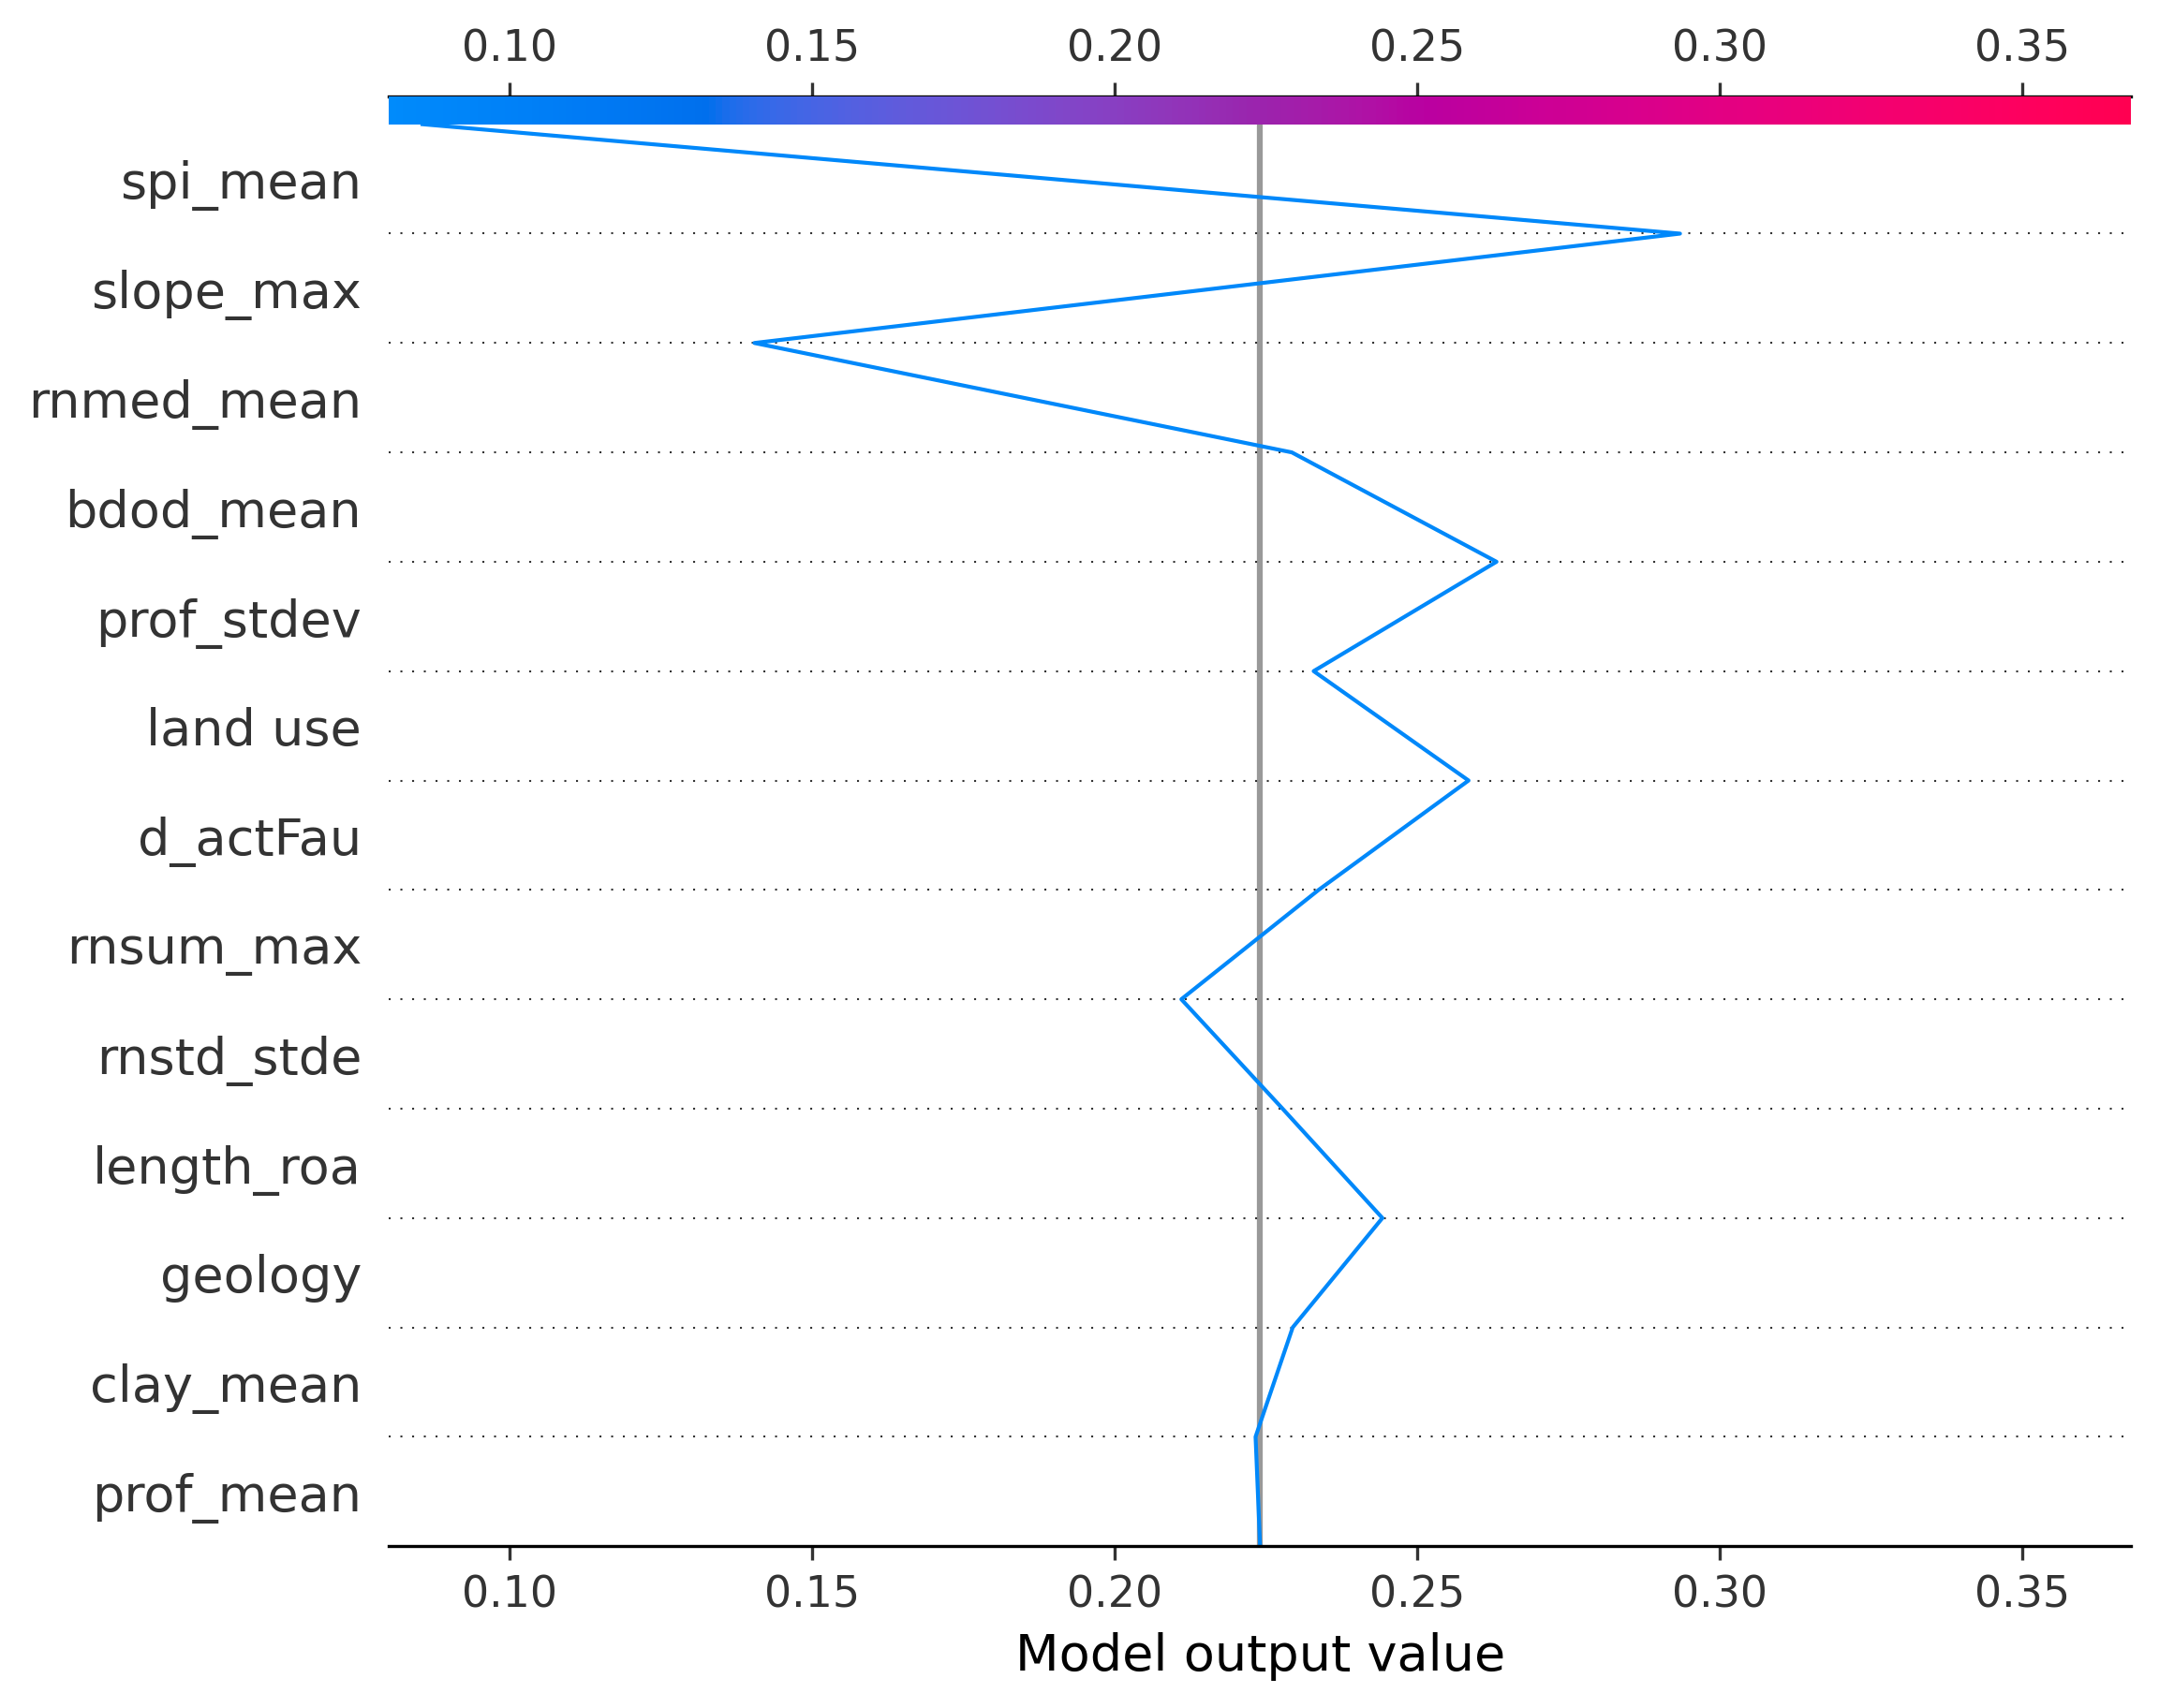 0.10 0.15 0.20 0.25 0.30 0.35
spi_mean
slope_max
rnmed_mean
bdod_mean
prof_stdev
land use
d_actFau
rnsum_max
rnstd_stde
length_roa
geology
clay_mean
prof_mean
0.10 0.15 0.20 0.25 0.30 0.35
Model output value